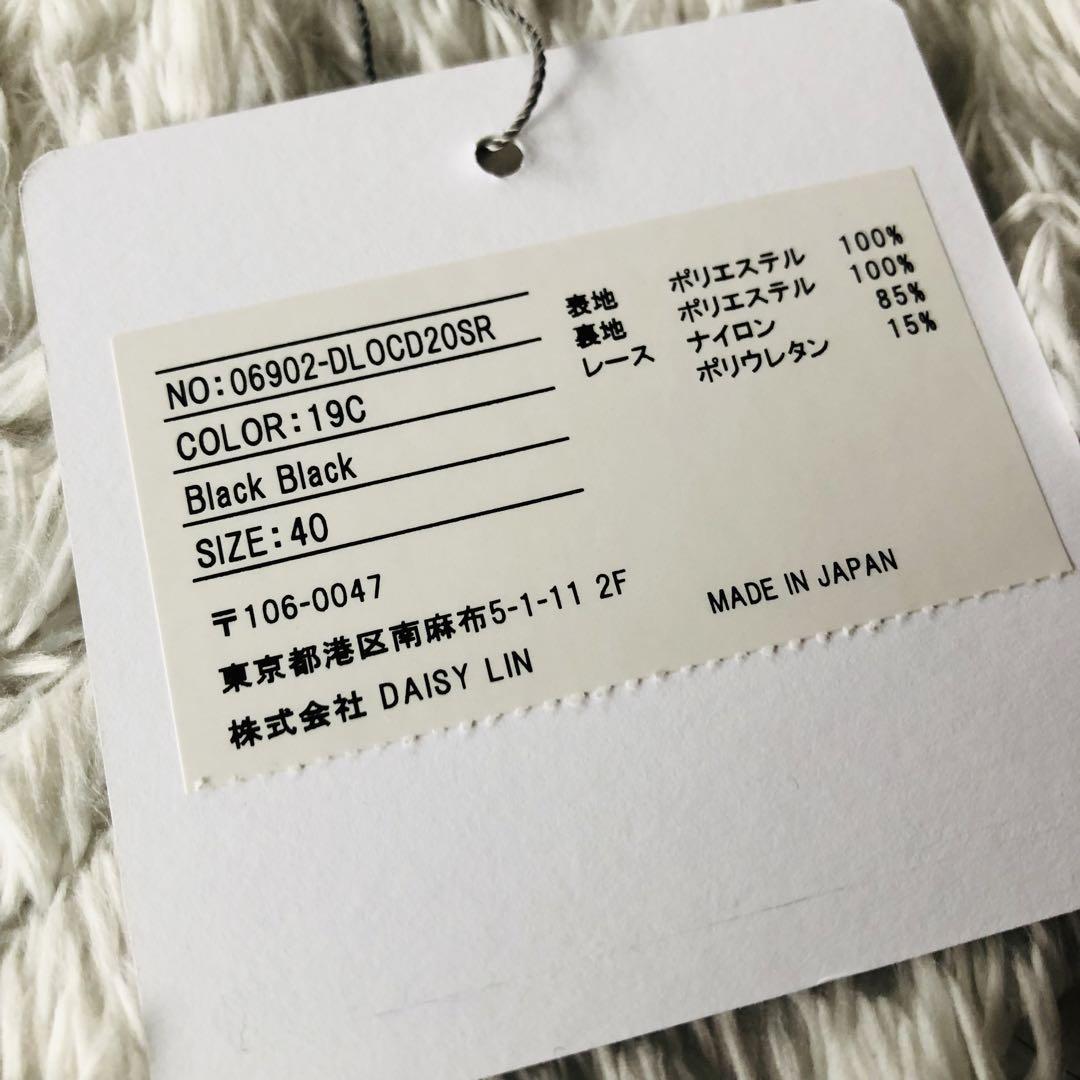 NO:06902-DLOCD20SR
COLOR:19C
Black Black
SIZE:40
表地 ポリエステル 100%
裏地 ポリエステル 100%
レース ナイロン 85%
ポリウレタン 15%
〒106-0047
東京都港区南麻布5-1-11 2F
株式会社 DAISY LIN
MADE IN JAPAN